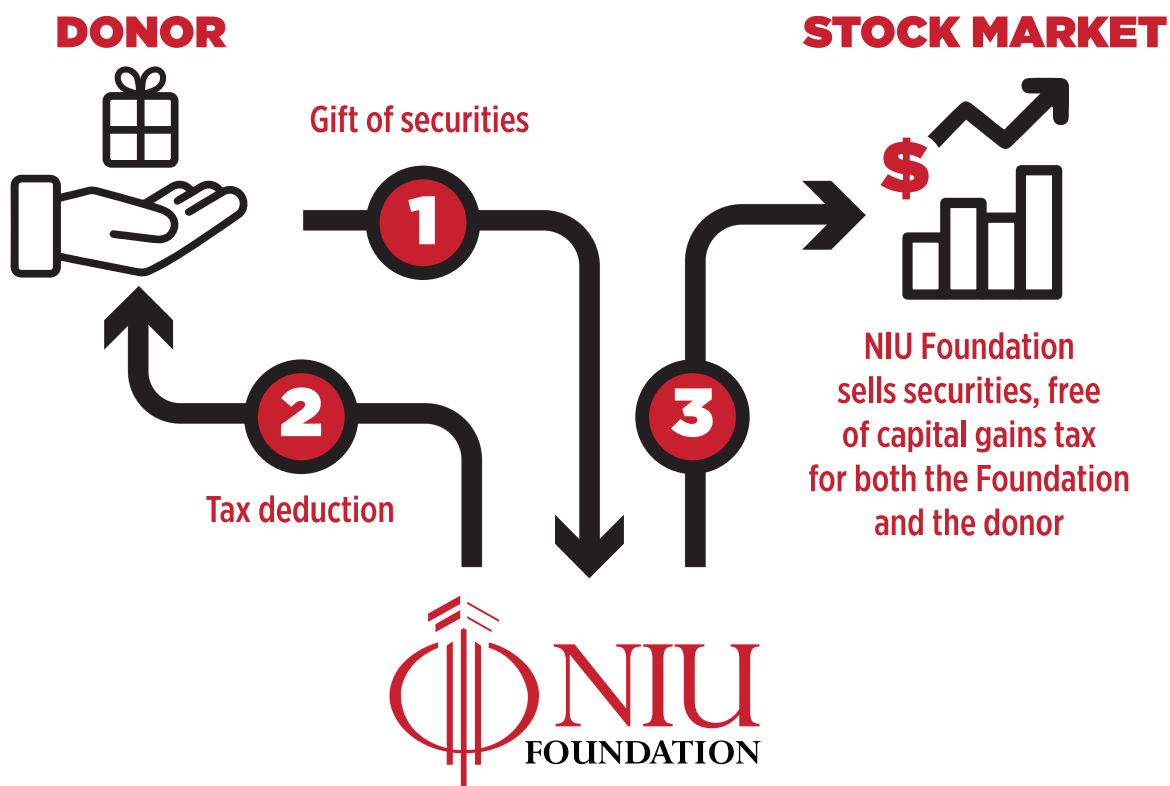 DONOR
STOCK MARKET
Gift of securities
$
1
2
3
Tax deduction
NIU Foundation
sells securities, free
of capital gains tax
for both the Foundation
and the donor
NIU
FOUNDATION